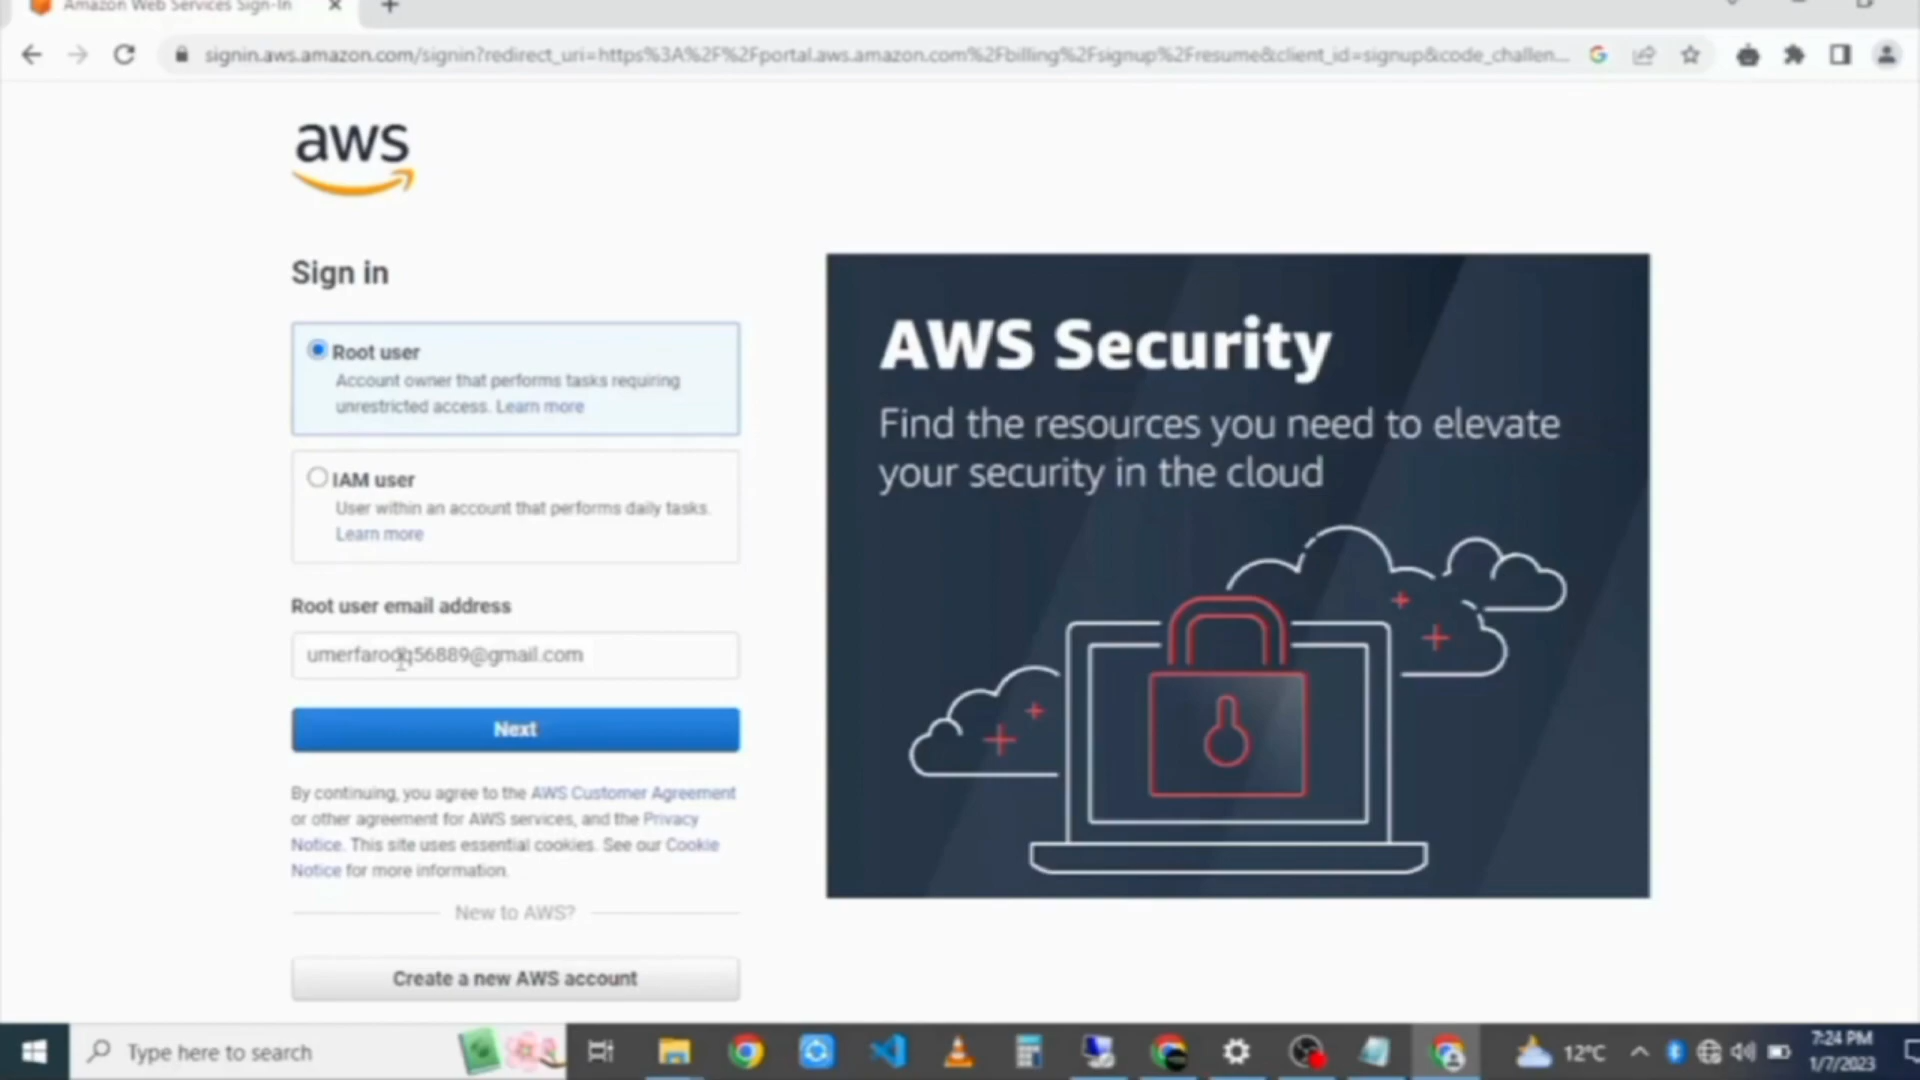 Amazon Web Services Sign-In
signin.aws.amazon.com/signin?redirect_uri=https%3A%2F%2Fportal.aws.amazon.com%2Fbilling%2Fsignup%2Fresume&client_id=signup&code_challen...
aws
Sign in
Root user
Account owner that performs tasks requiring
unrestricted access. Learn more
IAM user
User within an account that performs daily tasks.
Learn more
Root user email address
umerfarooq56889@gmail.com
Next
By continuing, you agree to the AWS Customer Agreement
or other agreement for AWS services, and the Privacy
Notice. This site uses essential cookies. See our Cookie
Notice for more information.
New to AWS?
Create a new AWS account
AWS Security
Find the resources you need to elevate
your security in the cloud
Type here to search
12°C
7:24 PM
1/7/2023